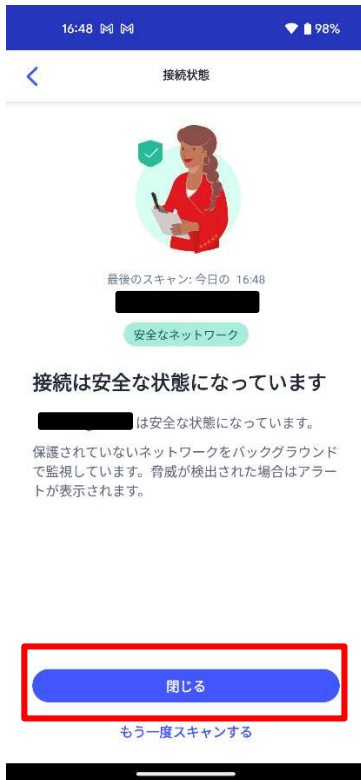 16:48 98%
接続状態
最後のスキャン: 今日の 16:48
安全なネットワーク
接続は安全な状態になっています
は安全な状態になっています。
保護されていないネットワークをバックグラウンド
で監視しています。脅威が検出された場合はアラー
トが表示されます。
閉じる
もう一度スキャンする